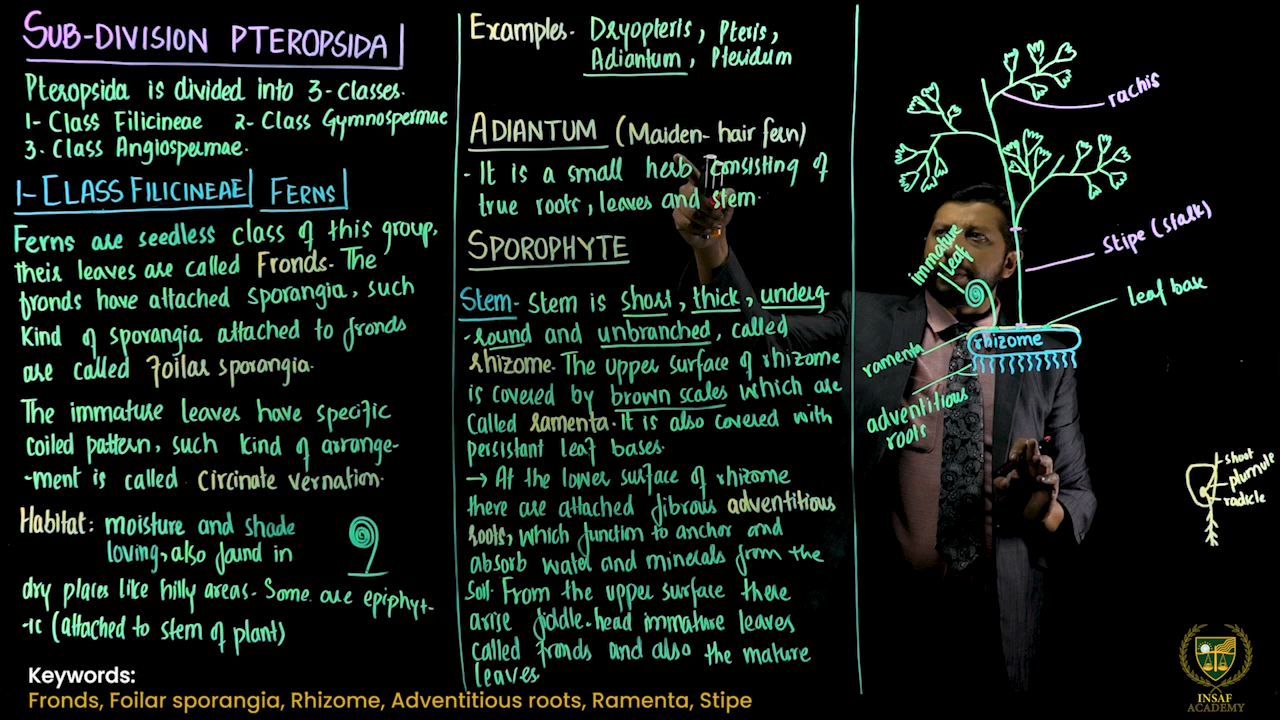 SUB-DIVISION PTEROPSIDA
Pteropsida is divided into 3-classes.
1- Class Filicineae 2- Class Gymnospermae
3. Class Angiospermae.
1-[CLASS FILICINEAE] FERNS
Ferns are seedless class of this group,
their leaves are called Fronds. The
fronds have attached sporangia, such
Kind of sporangia attached to fronds
are called Foilar sporangia.
The immature leaves have specific
coiled pattern, such kind of arrange-
-ment is called circinate vernation.
Habitat: moisture and shade
loving, also found in
dry places like hilly areas. Some are epiphyt-
-ic (attached to stem of plant)
Examples- Dryopteris, Pteris,
Adiantum, Pteridum
ADIANTUM (Maiden-hair fern)
- It is a small herb consisting of
true roots, leaves and stem.
SPOROPHYTE
Stem- Stem is short, thick, underg-
-round and unbranched, called
rhizome. The upper surface of rhizome
is covered by brown scales which are
called ramenta. It is also covered with
persistant leaf bases.
→ At the lower surface of rhizome
there are attached fibrous adventitious
roots, which function to anchor and
absorb water and minerals from the
soil. From the upper surface there
arise fiddle-head immature leaves
called fronds and also the mature
leaves.
rachis
stipe (stalk)
immature
leaf
leaf base
rhizome
ramenta
adventitious
roots
shoot
plumule
radicle
Keywords:
Fronds, Foilar sporangia, Rhizome, Adventitious roots, Ramenta, Stipe
INSAF
ACADEMY